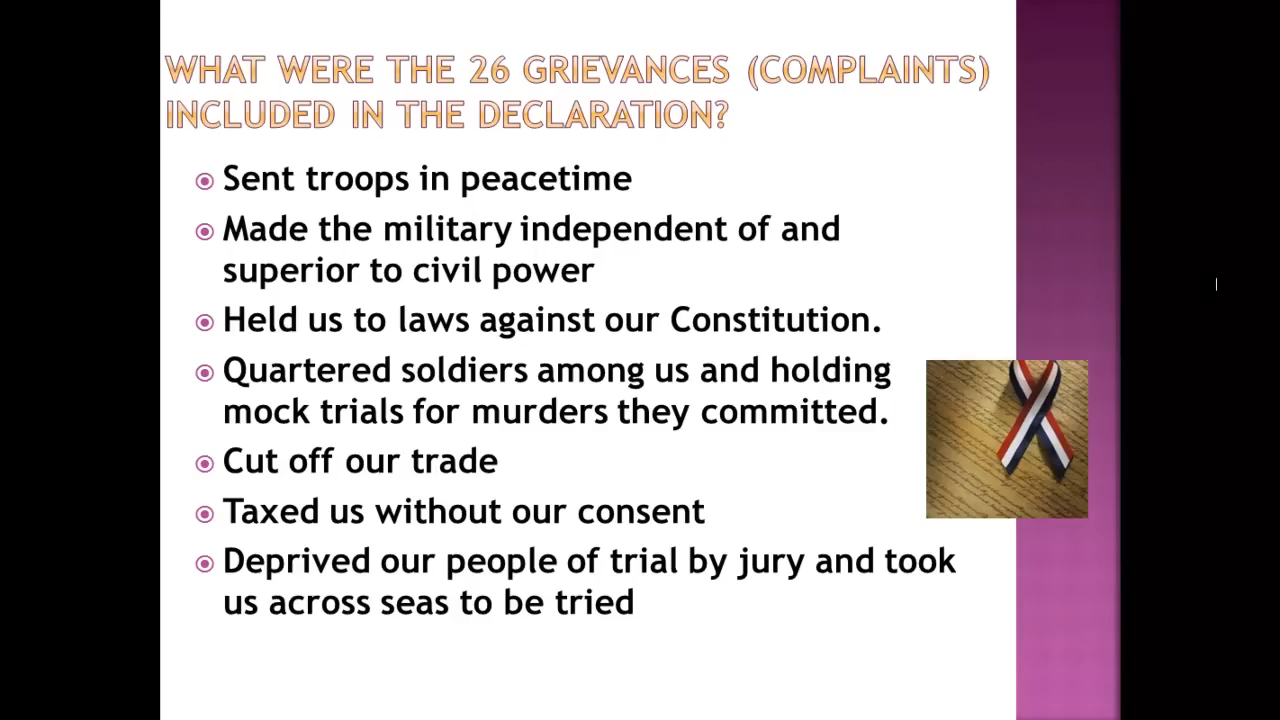 WHAT WERE THE 26 GRIEVANCES (COMPLAINTS)
INCLUDED IN THE DECLARATION?
Sent troops in peacetime
Made the military independent of and
superior to civil power
Held us to laws against our Constitution.
Quartered soldiers among us and holding
mock trials for murders they committed.
Cut off our trade
Taxed us without our consent
Deprived our people of trial by jury and took
us across seas to be tried